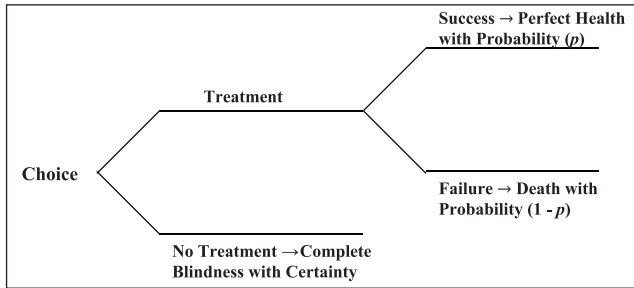 Success → Perfect Health
with Probability (p)
Treatment
Choice
Failure → Death with
Probability (1 - p)
No Treatment →Complete
Blindness with Certainty